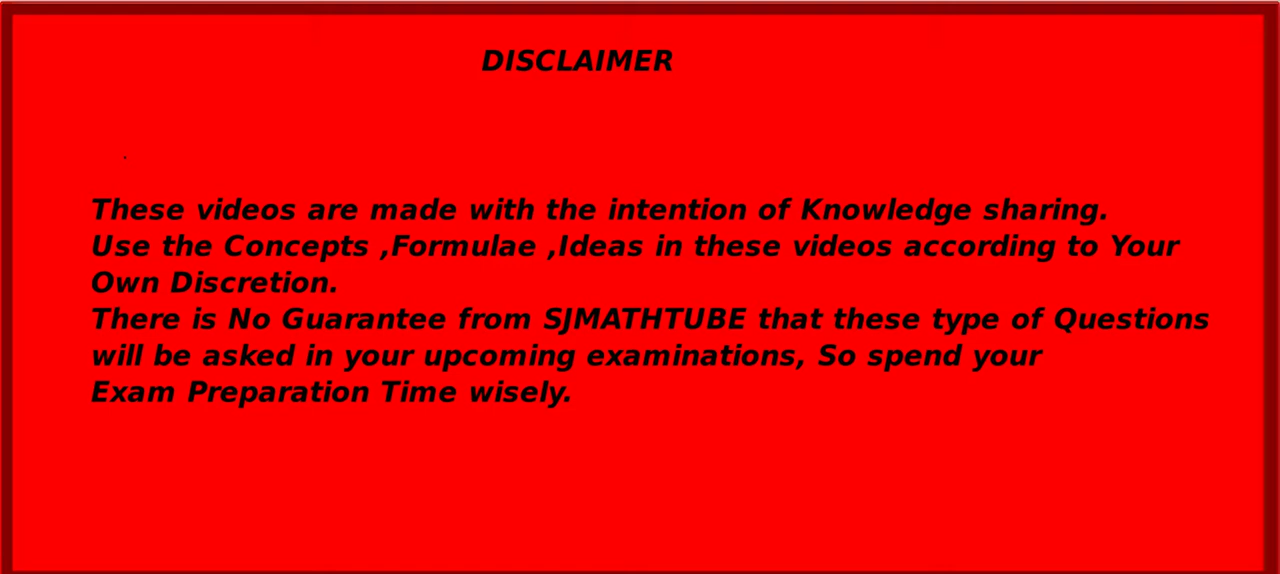 DISCLAIMER
These videos are made with the intention of Knowledge sharing.
Use the Concepts ,Formulae ,Ideas in these videos according to Your
Own Discretion.
There is No Guarantee from SJMATHTUBE that these type of Questions
will be asked in your upcoming examinations, So spend your
Exam Preparation Time wisely.